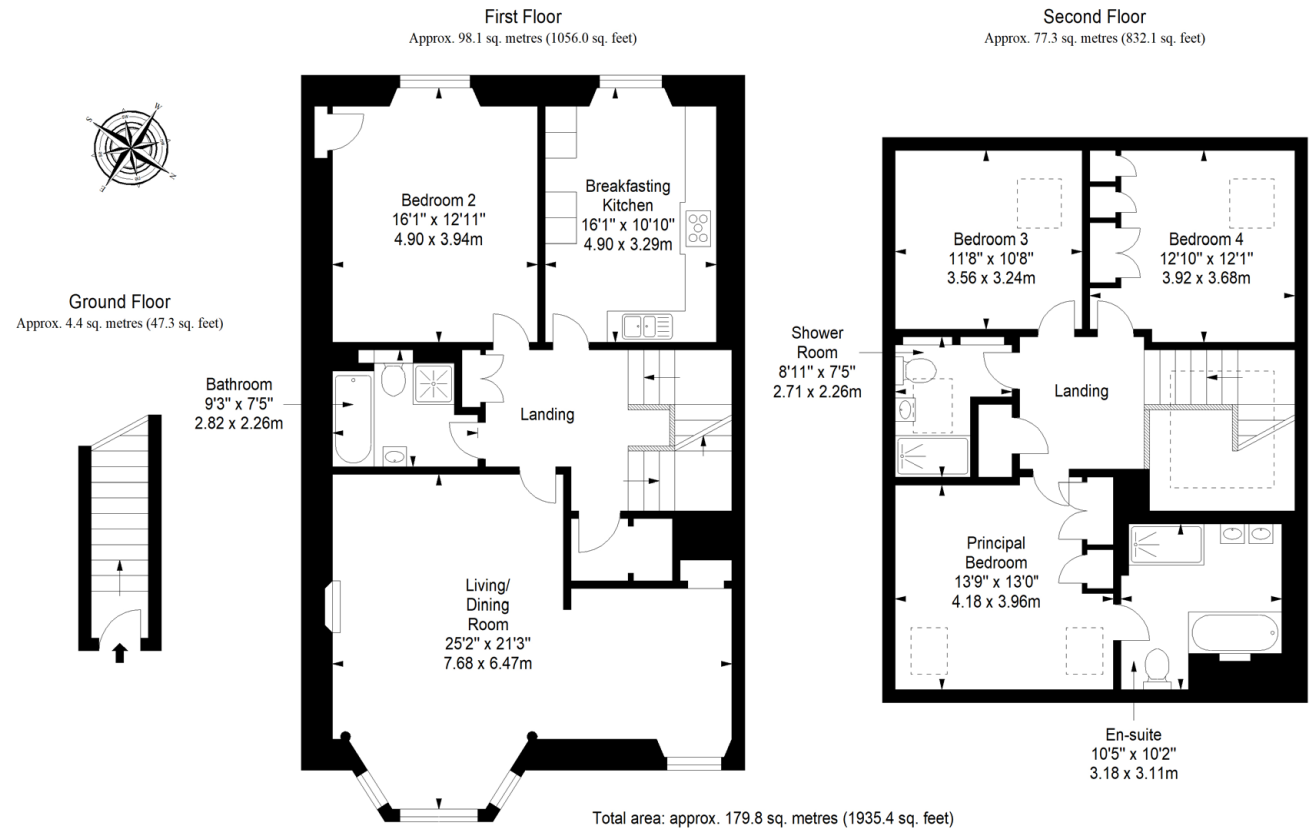 First Floor
Approx. 98.1 sq. metres (1056.0 sq. feet)
Second Floor
Approx. 77.3 sq. metres (832.1 sq. feet)
S
W
E
N
Bedroom 2
16'1" x 12'11"
4.90 x 3.94m
Breakfasting
Kitchen
16'1" x 10'10"
4.90 x 3.29m
Bedroom 3
11'8" x 10'8"
3.56 x 3.24m
Bedroom 4
12'10" x 12'1"
3.92 x 3.68m
Ground Floor
Approx. 4.4 sq. metres (47.3 sq. feet)
Shower
Room
8'11" x 7'5"
2.71 x 2.26m
Bathroom
9'3" x 7'5"
2.82 x 2.26m
Landing
Landing
Living/
Dining
Room
25'2" x 21'3"
7.68 x 6.47m
Principal
Bedroom
13'9" x 13'0"
4.18 x 3.96m
En-suite
10'5" x 10'2"
3.18 x 3.11m
Total area: approx. 179.8 sq. metres (1935.4 sq. feet)